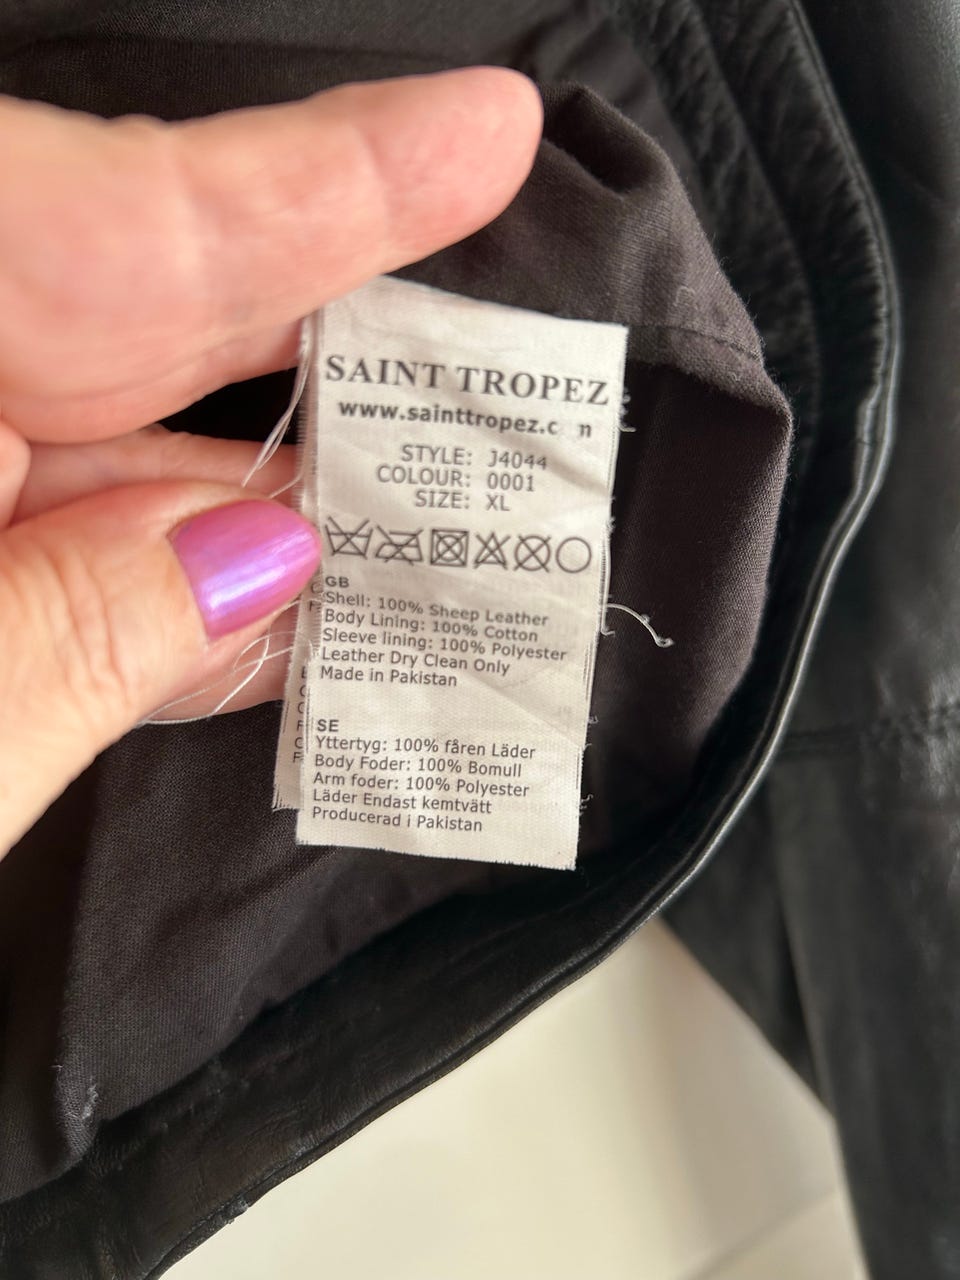 SAINT TROPEZ
www.sainttropez.c n
STYLE: J4044
COLOUR: 0001
SIZE: XL
GB
Shell: 100% Sheep Leather
Body Lining: 100% Cotton
Sleeve lining: 100% Polyester
Leather Dry Clean Only
Made in Pakistan
SE
Yttertyg: 100% fåren Läder
Body Foder: 100% Bomull
Arm foder: 100% Polyester
Läder Endast kemtvätt
Producerad i Pakistan